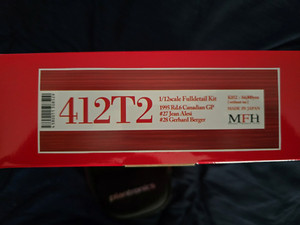 412T2
1/12scale Fulldetail Kit
1995 Rd.6 Canadian GP
#27 Jean Alesi
#28 Gerhard Berger
MADE IN JAPAN
MFH
plantronics